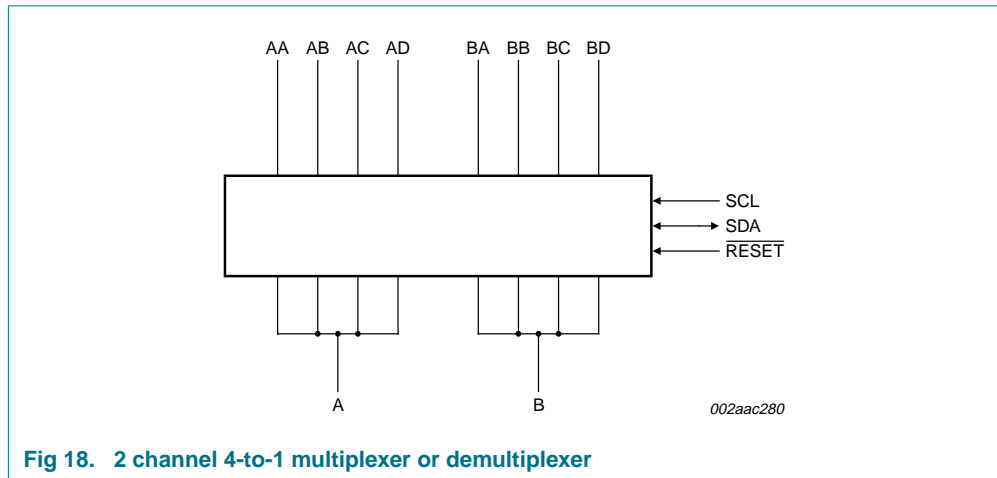 AA AB AC AD BA BB BC BD
SCL
SDA
RESET
A B
002aac280
Fig 18. 2 channel 4-to-1 multiplexer or demultiplexer